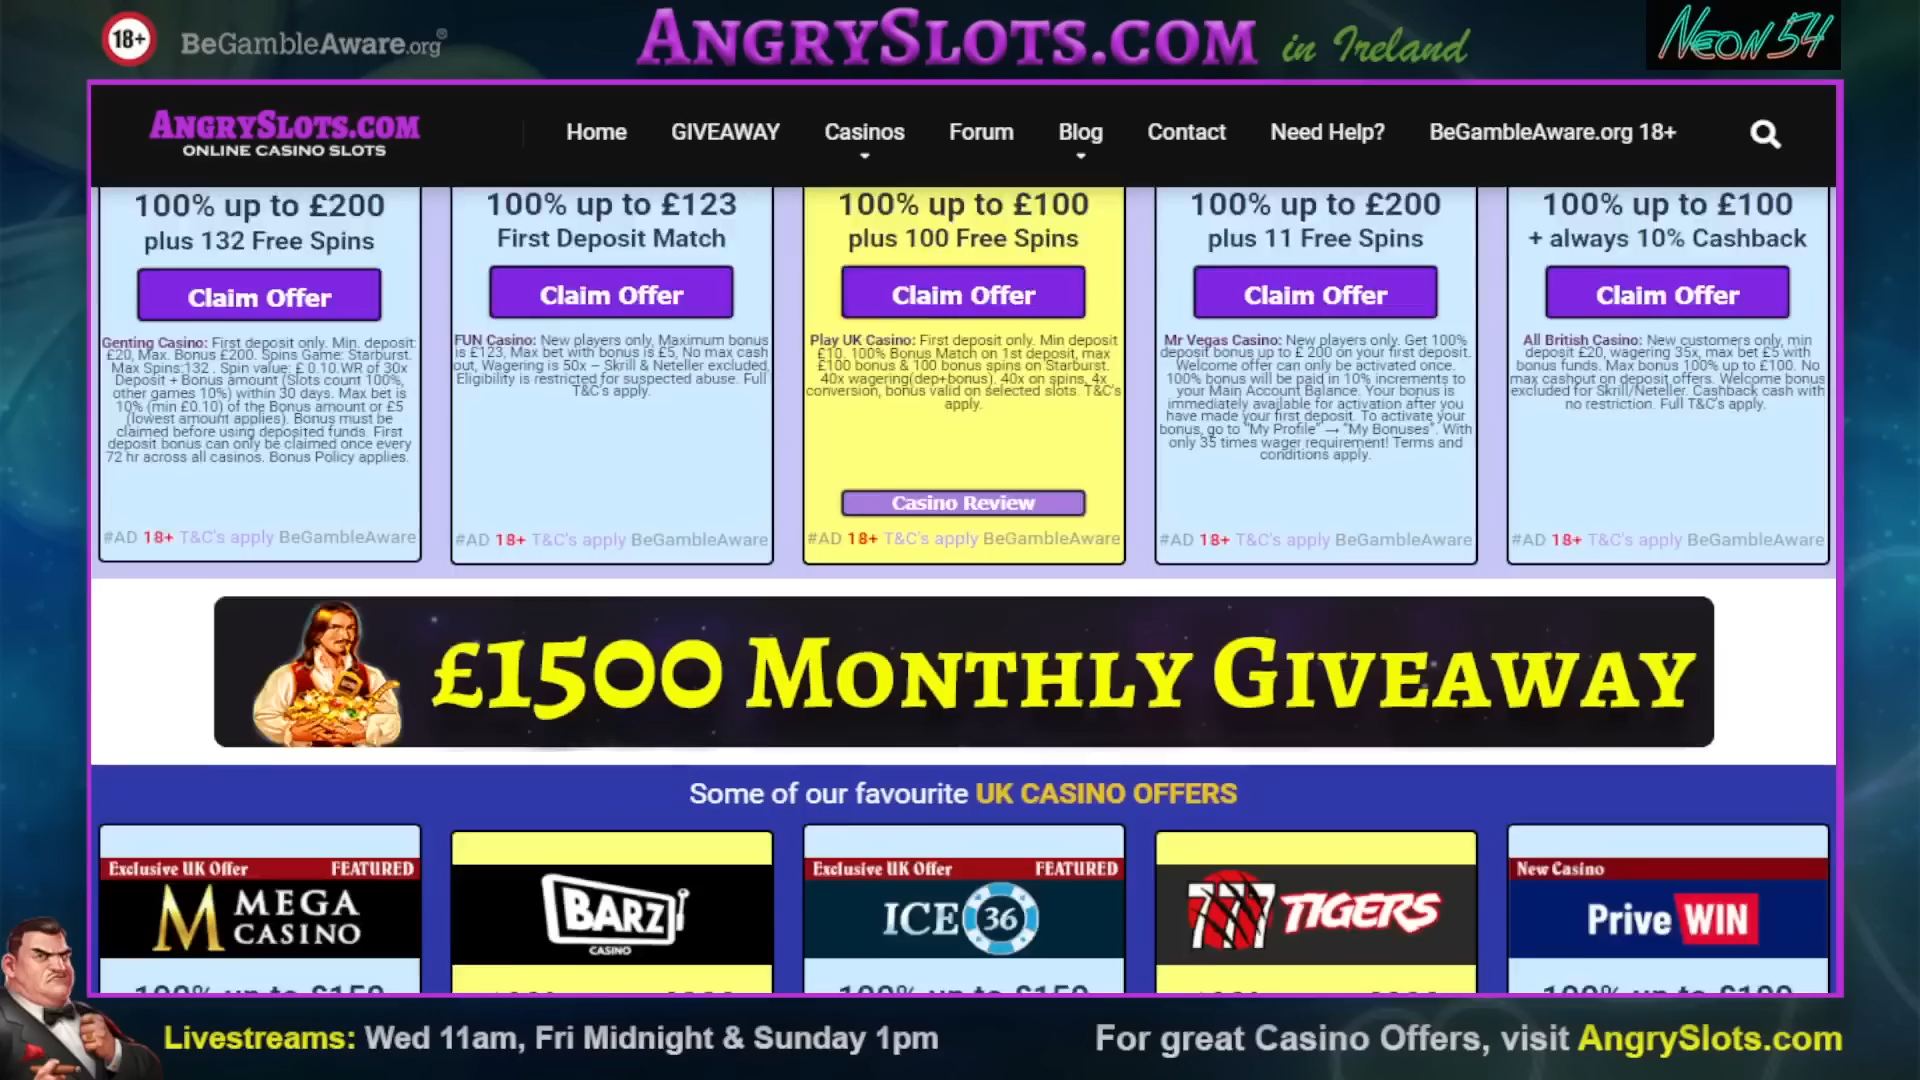 18+ BeGambleAware.org®
ANGRYSLOTS.COM in Ireland
NEON54
ANGRYSLOTS.COM
ONLINE CASINO SLOTS
Home GIVEAWAY Casinos Forum Blog Contact Need Help? BeGambleAware.org 18+
100% up to £200
plus 132 Free Spins
Claim Offer
Genting Casino: First deposit only. Min. deposit:
£20, Max. Bonus £200. Spins Game: Starburst.
Max Spins:132 . Spin value: £ 0.10.WR of 30x
Deposit + Bonus amount (Slots count 100%,
other games 10%) within 30 days. Max bet is
10% (min £0.10) of the Bonus amount or £5
(lowest amount applies). Bonus must be
claimed before using deposited funds. First
deposit bonus can only be claimed once every
72 hr across all casinos. Bonus Policy applies.
#AD 18+ T&C's apply BeGambleAware
100% up to £123
First Deposit Match
Claim Offer
FUN Casino: New players only, Maximum bonus
is £123, Max bet with bonus is £5, No max cash
out, Wagering is 50x – Skrill & Neteller excluded,
Eligibility is restricted for suspected abuse. Full
T&C's apply.
#AD 18+ T&C's apply BeGambleAware
100% up to £100
plus 100 Free Spins
Claim Offer
Play UK Casino: First deposit only. Min deposit
£10. 100% Bonus Match on 1st deposit, max
£100 bonus & 100 bonus spins on Starburst.
40x wagering(dep+bonus). 40x on spins, 4x
conversion, bonus valid on selected slots. T&C's
apply.
Casino Review
#AD 18+ T&C's apply BeGambleAware
100% up to £200
plus 11 Free Spins
Claim Offer
Mr Vegas Casino: New players only. Get 100%
deposit bonus up to £ 200 on your first deposit.
Welcome offer can only be activated once.
100% bonus will be paid in 10% increments to
your Main Account Balance. Your bonus is
immediately available for activation after you
have made your first deposit. To activate your
bonus, go to "My Profile" → "My Bonuses". With
only 35 times wager requirement! Terms and
conditions apply.
#AD 18+ T&C's apply BeGambleAware
100% up to £100
+ always 10% Cashback
Claim Offer
All British Casino: New customers only, min
deposit £20, wagering 35x, max bet £5 with
bonus funds. Max bonus 100% up to £100. No
max cashout on deposit offers. Welcome bonus
excluded for Skrill/Neteller. Cashback cash with
no restriction. Full T&C's apply.
#AD 18+ T&C's apply BeGambleAware
£1500 MONTHLY GIVEAWAY
Some of our favourite UK CASINO OFFERS
Exclusive UK Offer FEATURED
M MEGA
CASINO
100% up to £150
BARZ
CASINO
Exclusive UK Offer FEATURED
ICE 36
100% up to £150
777 TIGERS
New Casino
Prive WIN
100% up to £100
Livestreams: Wed 11am, Fri Midnight & Sunday 1pm
For great Casino Offers, visit AngrySlots.com